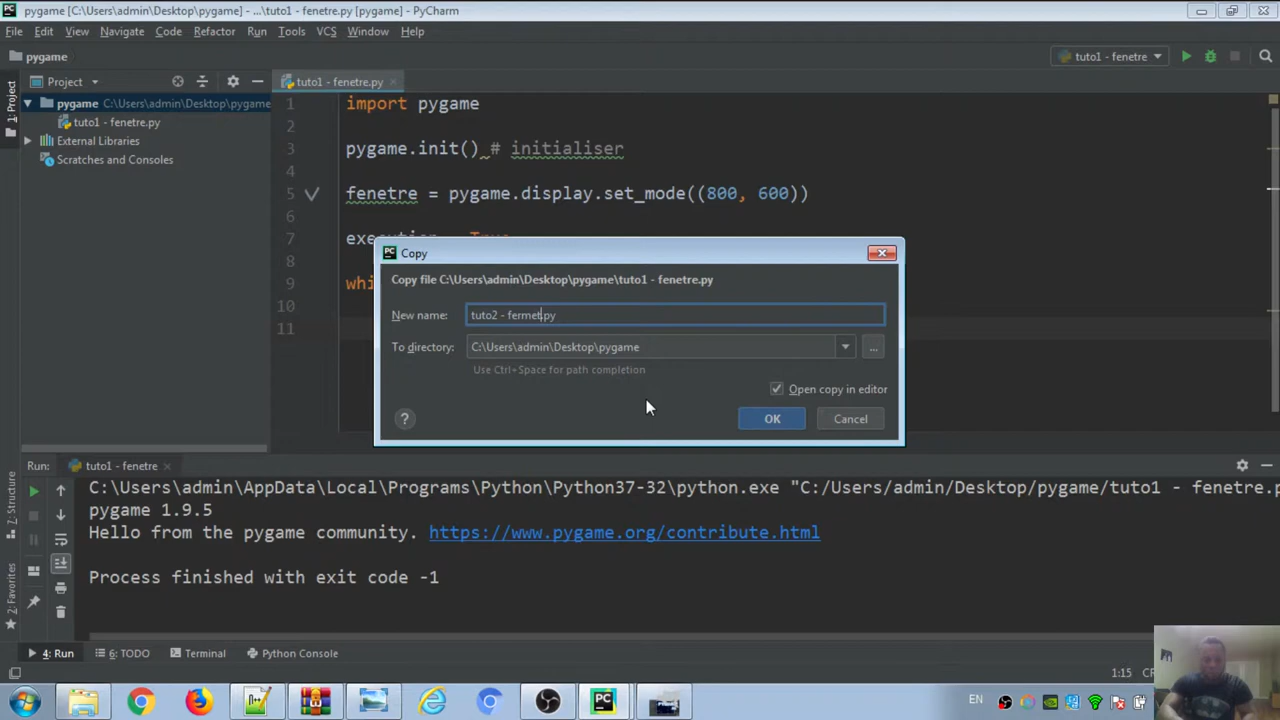 pygame [C:\Users\admin\Desktop\pygame] - ...\tuto1 - fenetre.py [pygame] - PyCharm
File Edit View Navigate Code Refactor Run Tools VCS Window Help
pygame
tuto1 - fenetre
1: Project
Project
tuto1 - fenetre.py
pygame C:\Users\admin\Desktop\pygame
tuto1 - fenetre.py
External Libraries
Scratches and Consoles
1 import pygame
2
3 pygame.init() # initialiser
4
5 fenetre = pygame.display.set_mode((800, 600))
6
7
8
9
10
11
Copy
Copy file C:\Users\admin\Desktop\pygame\tuto1 - fenetre.py
New name: tuto2 - fermet.py
To directory: C:\Users\admin\Desktop\pygame
...
Use Ctrl+Space for path completion
Open copy in editor
?
OK
Cancel
Run: tuto1 - fenetre
C:\Users\admin\AppData\Local\Programs\Python\Python37-32\python.exe "C:/Users/admin/Desktop/pygame/tuto1 - fenetre.p
pygame 1.9.5
Hello from the pygame community. https://www.pygame.org/contribute.html
Process finished with exit code -1
Z: Structure
2: Favorites
4: Run
6: TODO
Terminal
Python Console
1:15
EN